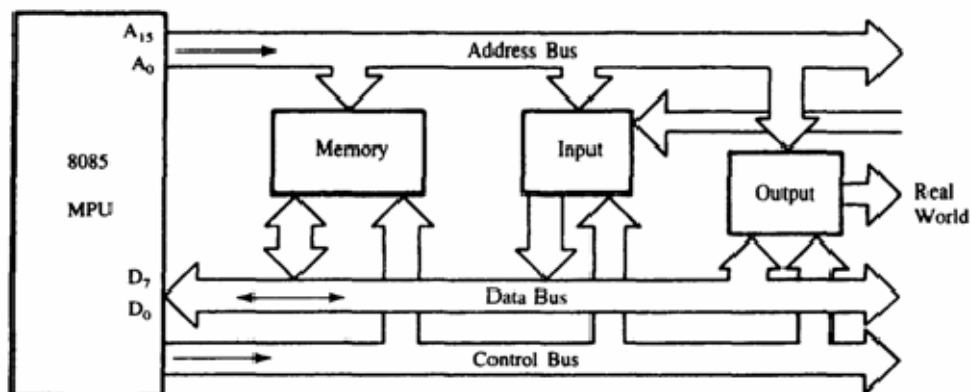 A15
A0
Address Bus
8085
MPU
Memory
Input
Output
Real
World
D7
D0
Data Bus
Control Bus